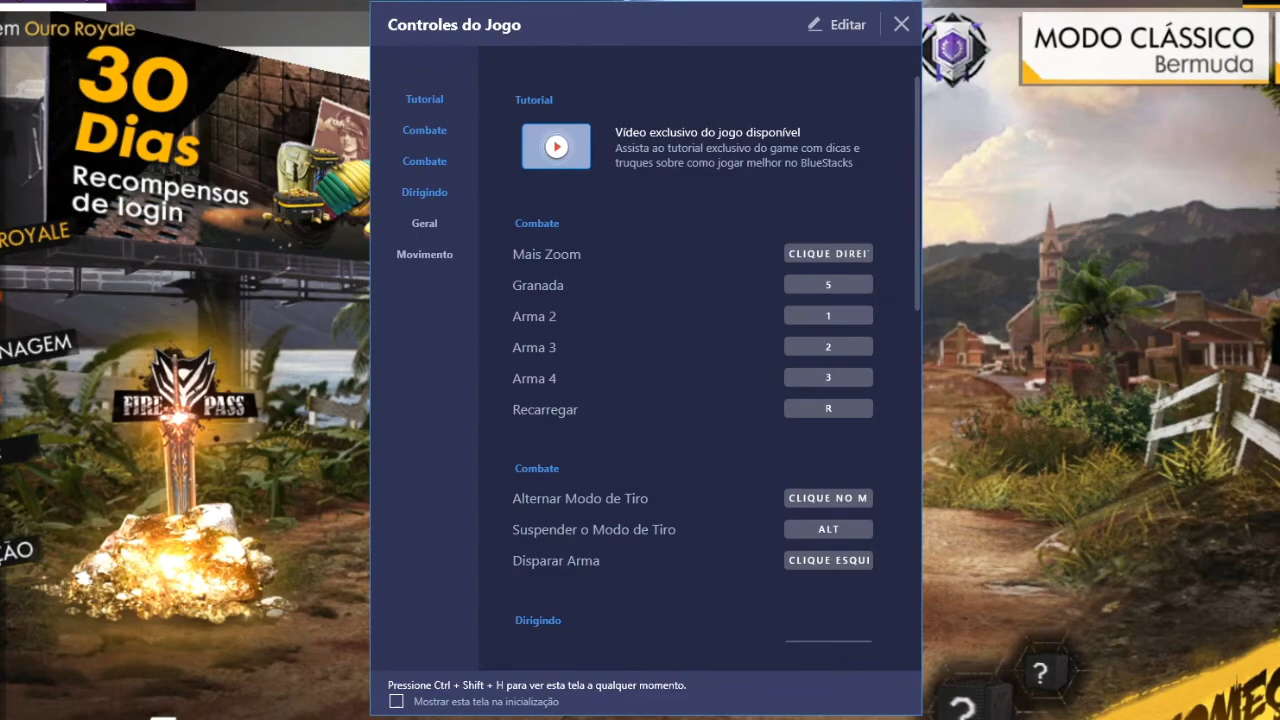 em Ouro Royale
30
Dias
Recompensas
de login
ROYALE
NAGEM
FIRE PASS
ÇÃO
Controles do Jogo
Editar
Tutorial
Combate
Combate
Dirigindo
Geral
Movimento
Tutorial
Vídeo exclusivo do jogo disponível
Assista ao tutorial exclusivo do game com dicas e
truques sobre como jogar melhor no BlueStacks
Combate
Mais Zoom CLIQUE DIREI
Granada 5
Arma 2 1
Arma 3 2
Arma 4 3
Recarregar R
Combate
Alternar Modo de Tiro CLIQUE NO M
Suspender o Modo de Tiro ALT
Disparar Arma CLIQUE ESQU
Dirigindo
Pressione Ctrl + Shift + H para ver esta tela a qualquer momento.
Mostrar esta tela na inicialização
MODO CLÁSSICO
Bermuda
?
?
OMEÇ